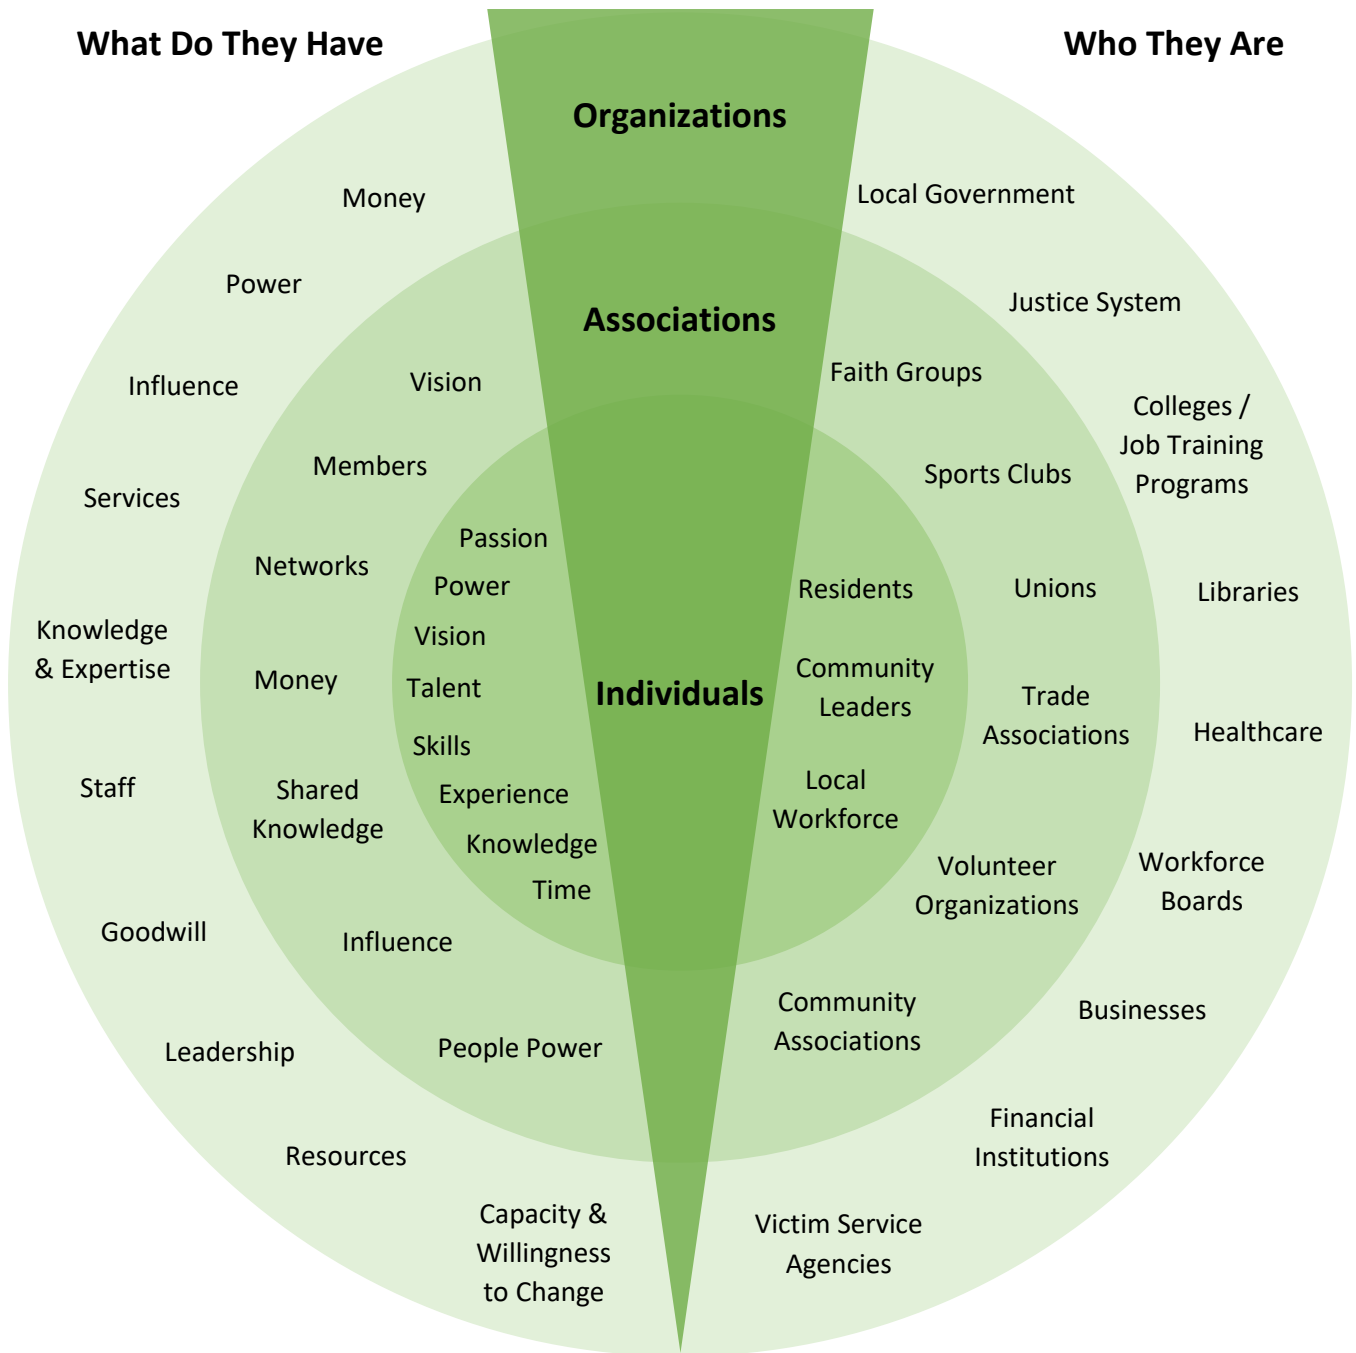 What Do They Have
Who They Are
Organizations
Associations
Individuals
Money
Power
Influence
Services
Knowledge
& Expertise
Staff
Goodwill
Leadership
Resources
Capacity &
Willingness
to Change
Vision
Members
Networks
Money
Shared
Knowledge
Influence
People Power
Passion
Power
Vision
Talent
Skills
Experience
Knowledge
Time
Residents
Community
Leaders
Local
Workforce
Faith Groups
Sports Clubs
Unions
Trade
Associations
Volunteer
Organizations
Community
Associations
Local Government
Justice System
Colleges /
Job Training
Programs
Libraries
Healthcare
Workforce
Boards
Businesses
Financial
Institutions
Victim Service
Agencies